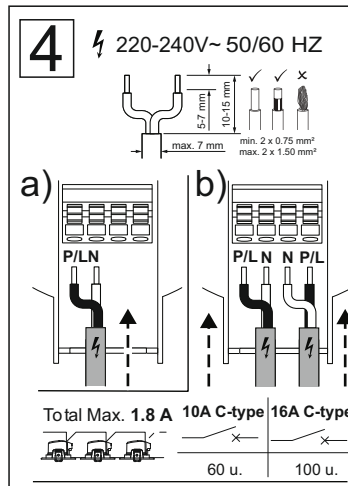 4
220-240V~ 50/60 HZ
5-7 mm
10-15 mm
max. 7 mm
min. 2 x 0.75 mm²
max. 2 x 1.50 mm²
a)
b)
P/L N
P/L N N P/L
Total Max. 1.8 A
10A C-type
16A C-type
60 u.
100 u.